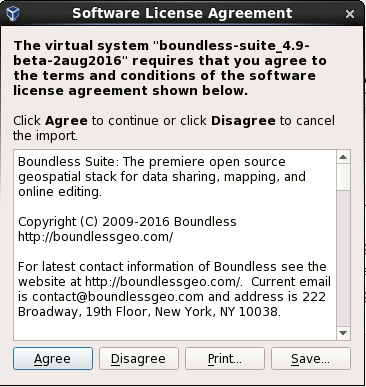 Software License Agreement
The virtual system "boundless-suite_4.9-
beta-2aug2016" requires that you agree to
the terms and conditions of the software
license agreement shown below.
Click Agree to continue or click Disagree to cancel
the import.
Boundless Suite: The premiere open source
geospatial stack for data sharing, mapping, and
online editing.
Copyright (C) 2009-2016 Boundless
http://boundlessgeo.com/
For latest contact information of Boundless see the
website at http://boundlessgeo.com/.  Current email
is contact@boundlessgeo.com and address is 222
Broadway, 19th Floor, New York, NY 10038.
Agree Disagree Print... Save...